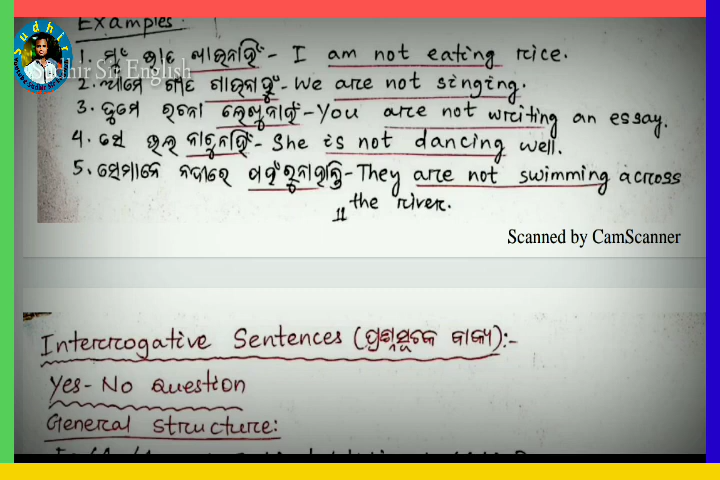 Examples:
1. ମୁଁ ଭାତ ଖାଉନାହିଁ - I am not eating rice.
Sudhir Sir English
2. ଆମେ ଗୀତ ଗାଉନାହୁଁ - We are not singing.
3. ତୁମେ ରଚନା ଲେଖୁନାହଁ - You are not writing an essay.
4. ସେ ଭଲ ନାଚୁନାହିଁ - She is not dancing well.
5. ସେମାନେ ନଦୀରେ ପହଁରୁନାହାନ୍ତି - They are not swimming across
the river.
11
Scanned by CamScanner
Interrogative Sentences (ପ୍ରଶ୍ନସୂଚକ ବାକ୍ୟ) :-
Yes - No Question
General Structure: